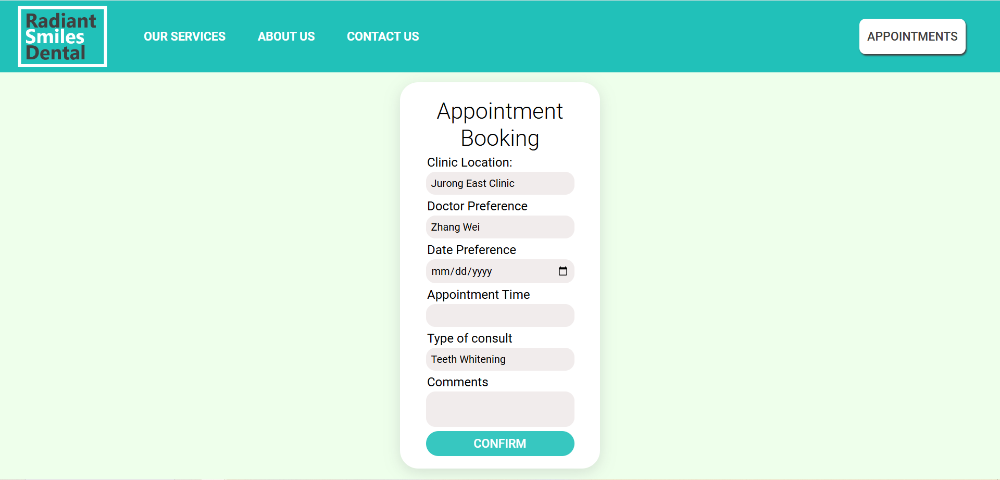 Radiant
Smiles
Dental
OUR SERVICES
ABOUT US
CONTACT US
APPOINTMENTS
Appointment
Booking
Clinic Location:
Jurong East Clinic
Doctor Preference
Zhang Wei
Date Preference
mm/dd/yyyy
Appointment Time
Type of consult
Teeth Whitening
Comments
CONFIRM